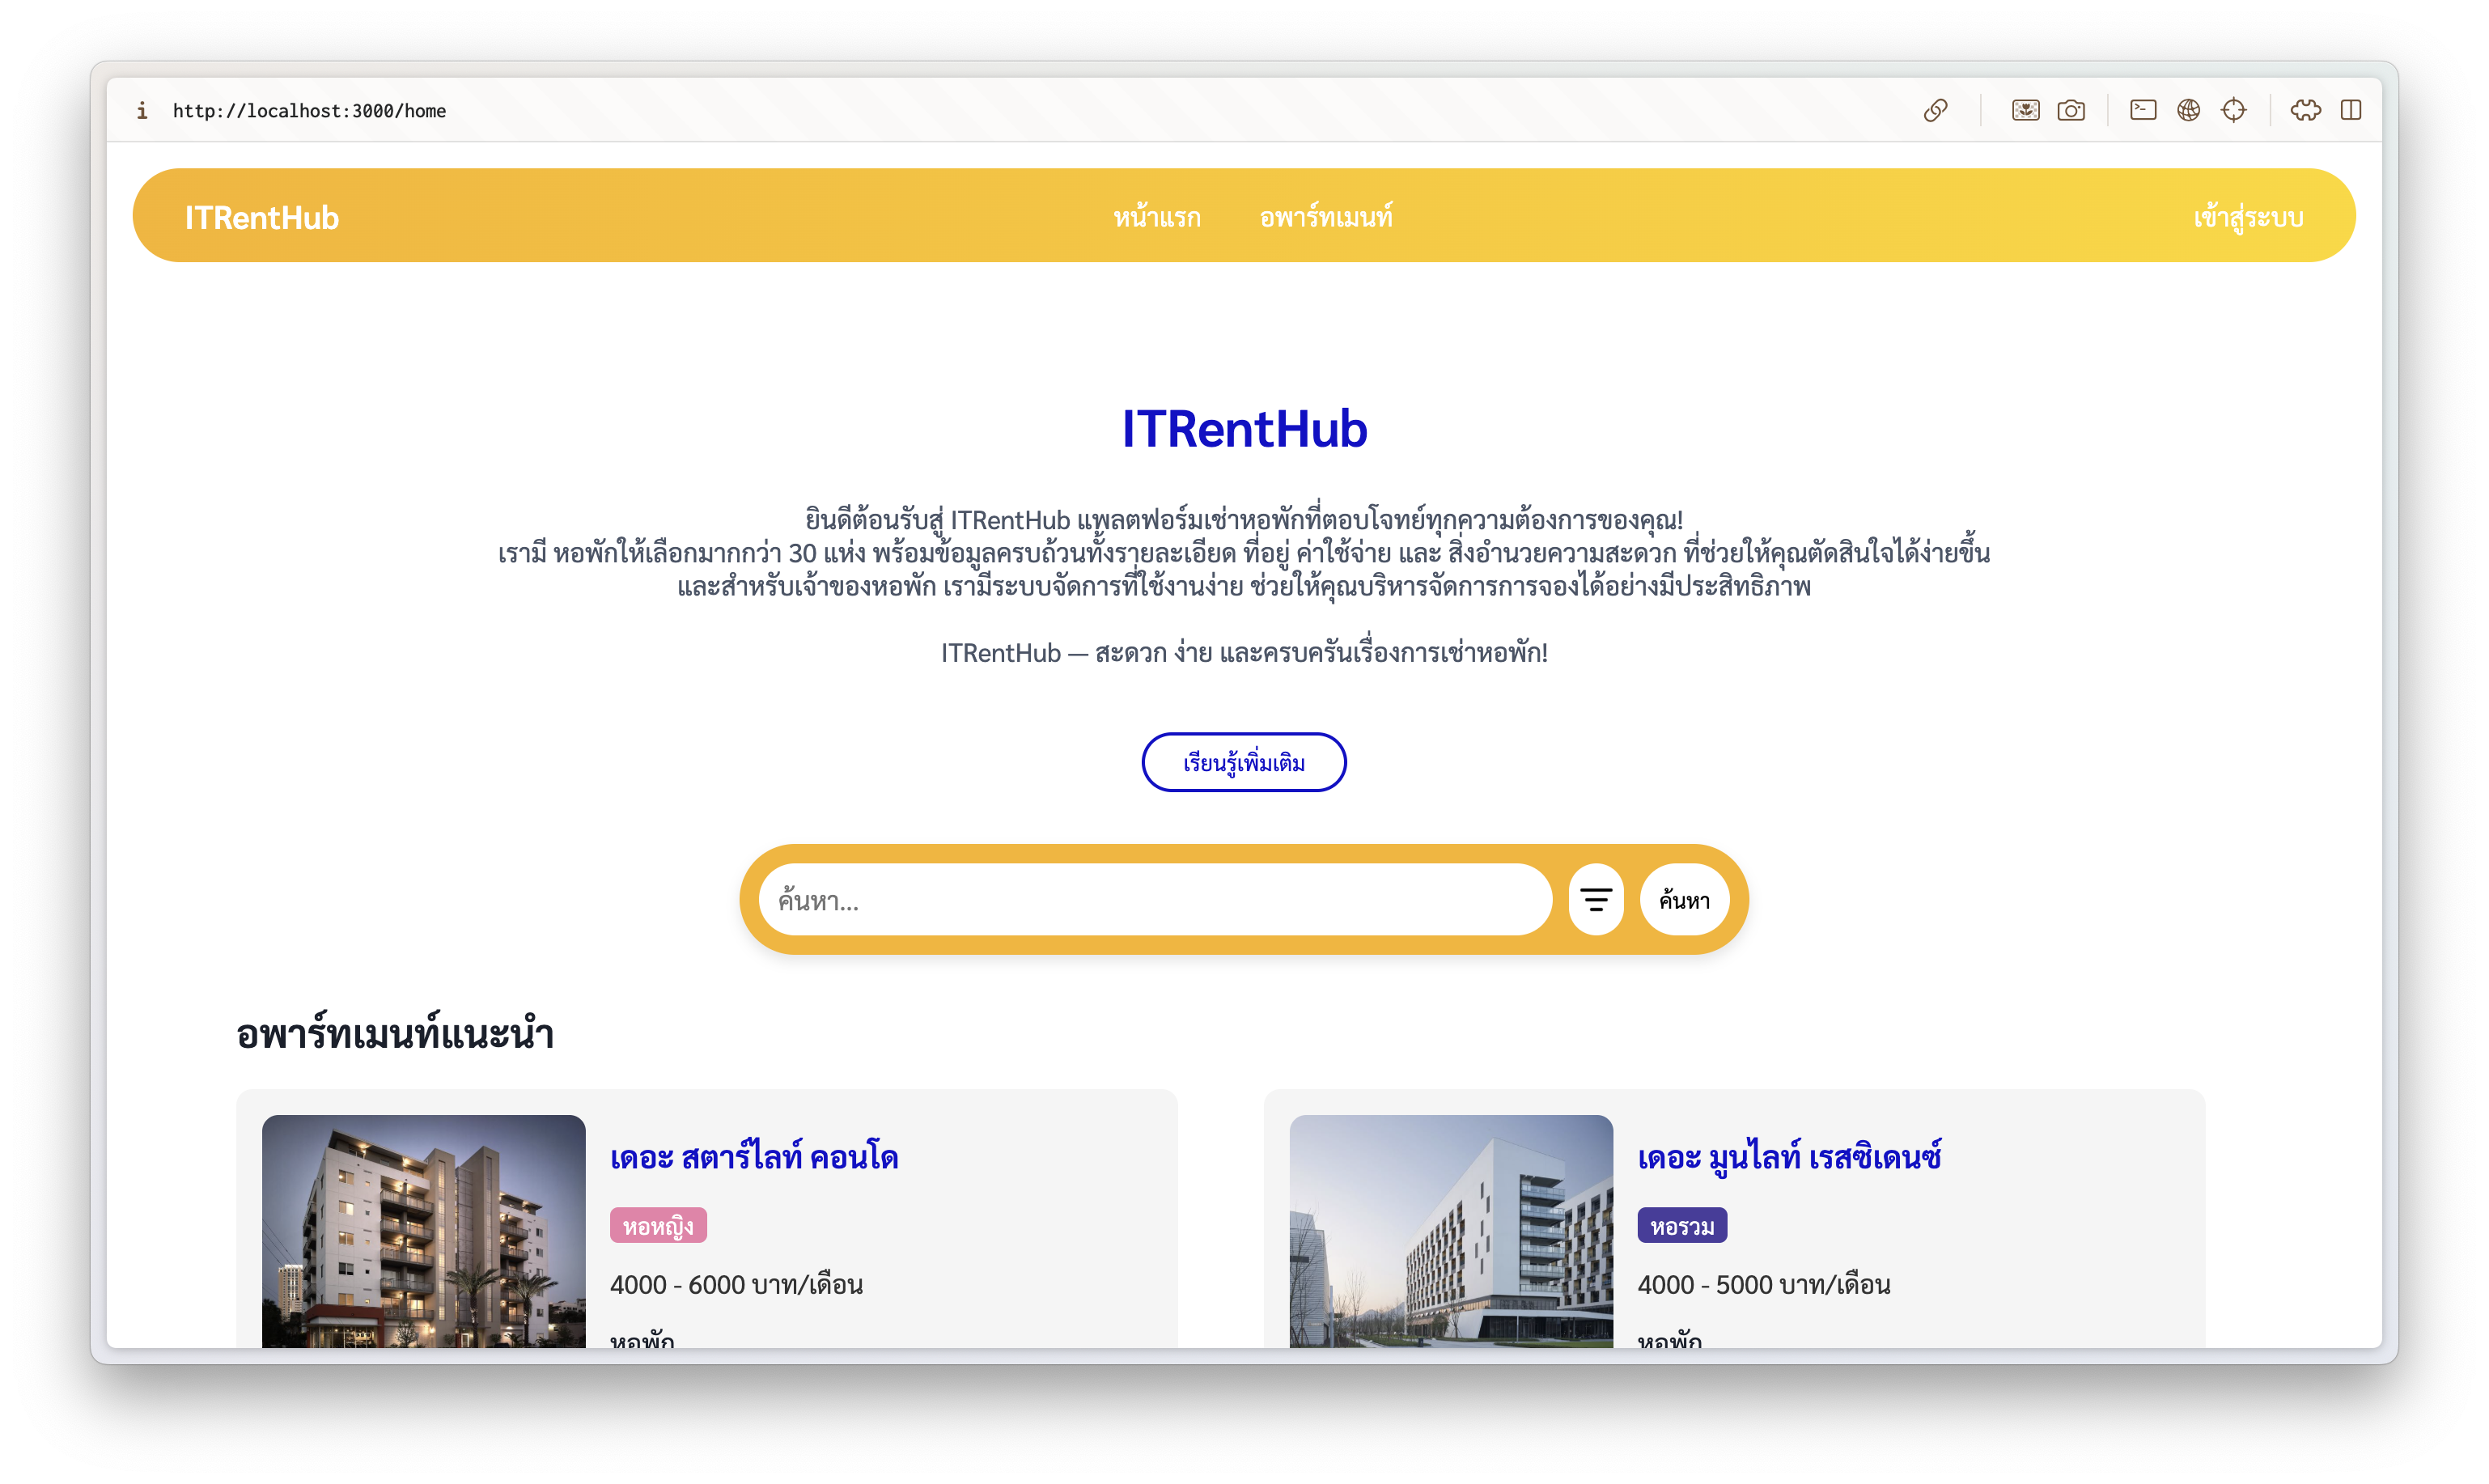 http://localhost:3000/home
ITRentHub หน้าแรก อพาร์ทเมนท์ เข้าสู่ระบบ
ITRentHub
ยินดีต้อนรับสู่ ITRentHub แพลตฟอร์มเช่าหอพักที่ตอบโจทย์ทุกความต้องการของคุณ!
เรามี หอพักให้เลือกมากกว่า 30 แห่ง พร้อมข้อมูลครบถ้วนทั้งรายละเอียด ที่อยู่ ค่าใช้จ่าย และ สิ่งอำนวยความสะดวก ที่ช่วยให้คุณตัดสินใจได้ง่ายขึ้น
และสำหรับเจ้าของหอพัก เรามีระบบจัดการที่ใช้งานง่าย ช่วยให้คุณบริหารจัดการการจองได้อย่างมีประสิทธิภาพ
ITRentHub — สะดวก ง่าย และครบครันเรื่องการเช่าหอพัก!
เรียนรู้เพิ่มเติม
ค้นหา... ค้นหา
อพาร์ทเมนท์แนะนำ
เดอะ สตาร์ไลท์ คอนโด
หอหญิง
4000 - 6000 บาท/เดือน
หอพัก
เดอะ มูนไลท์ เรสซิเดนซ์
หอรวม
4000 - 5000 บาท/เดือน
หอพัก